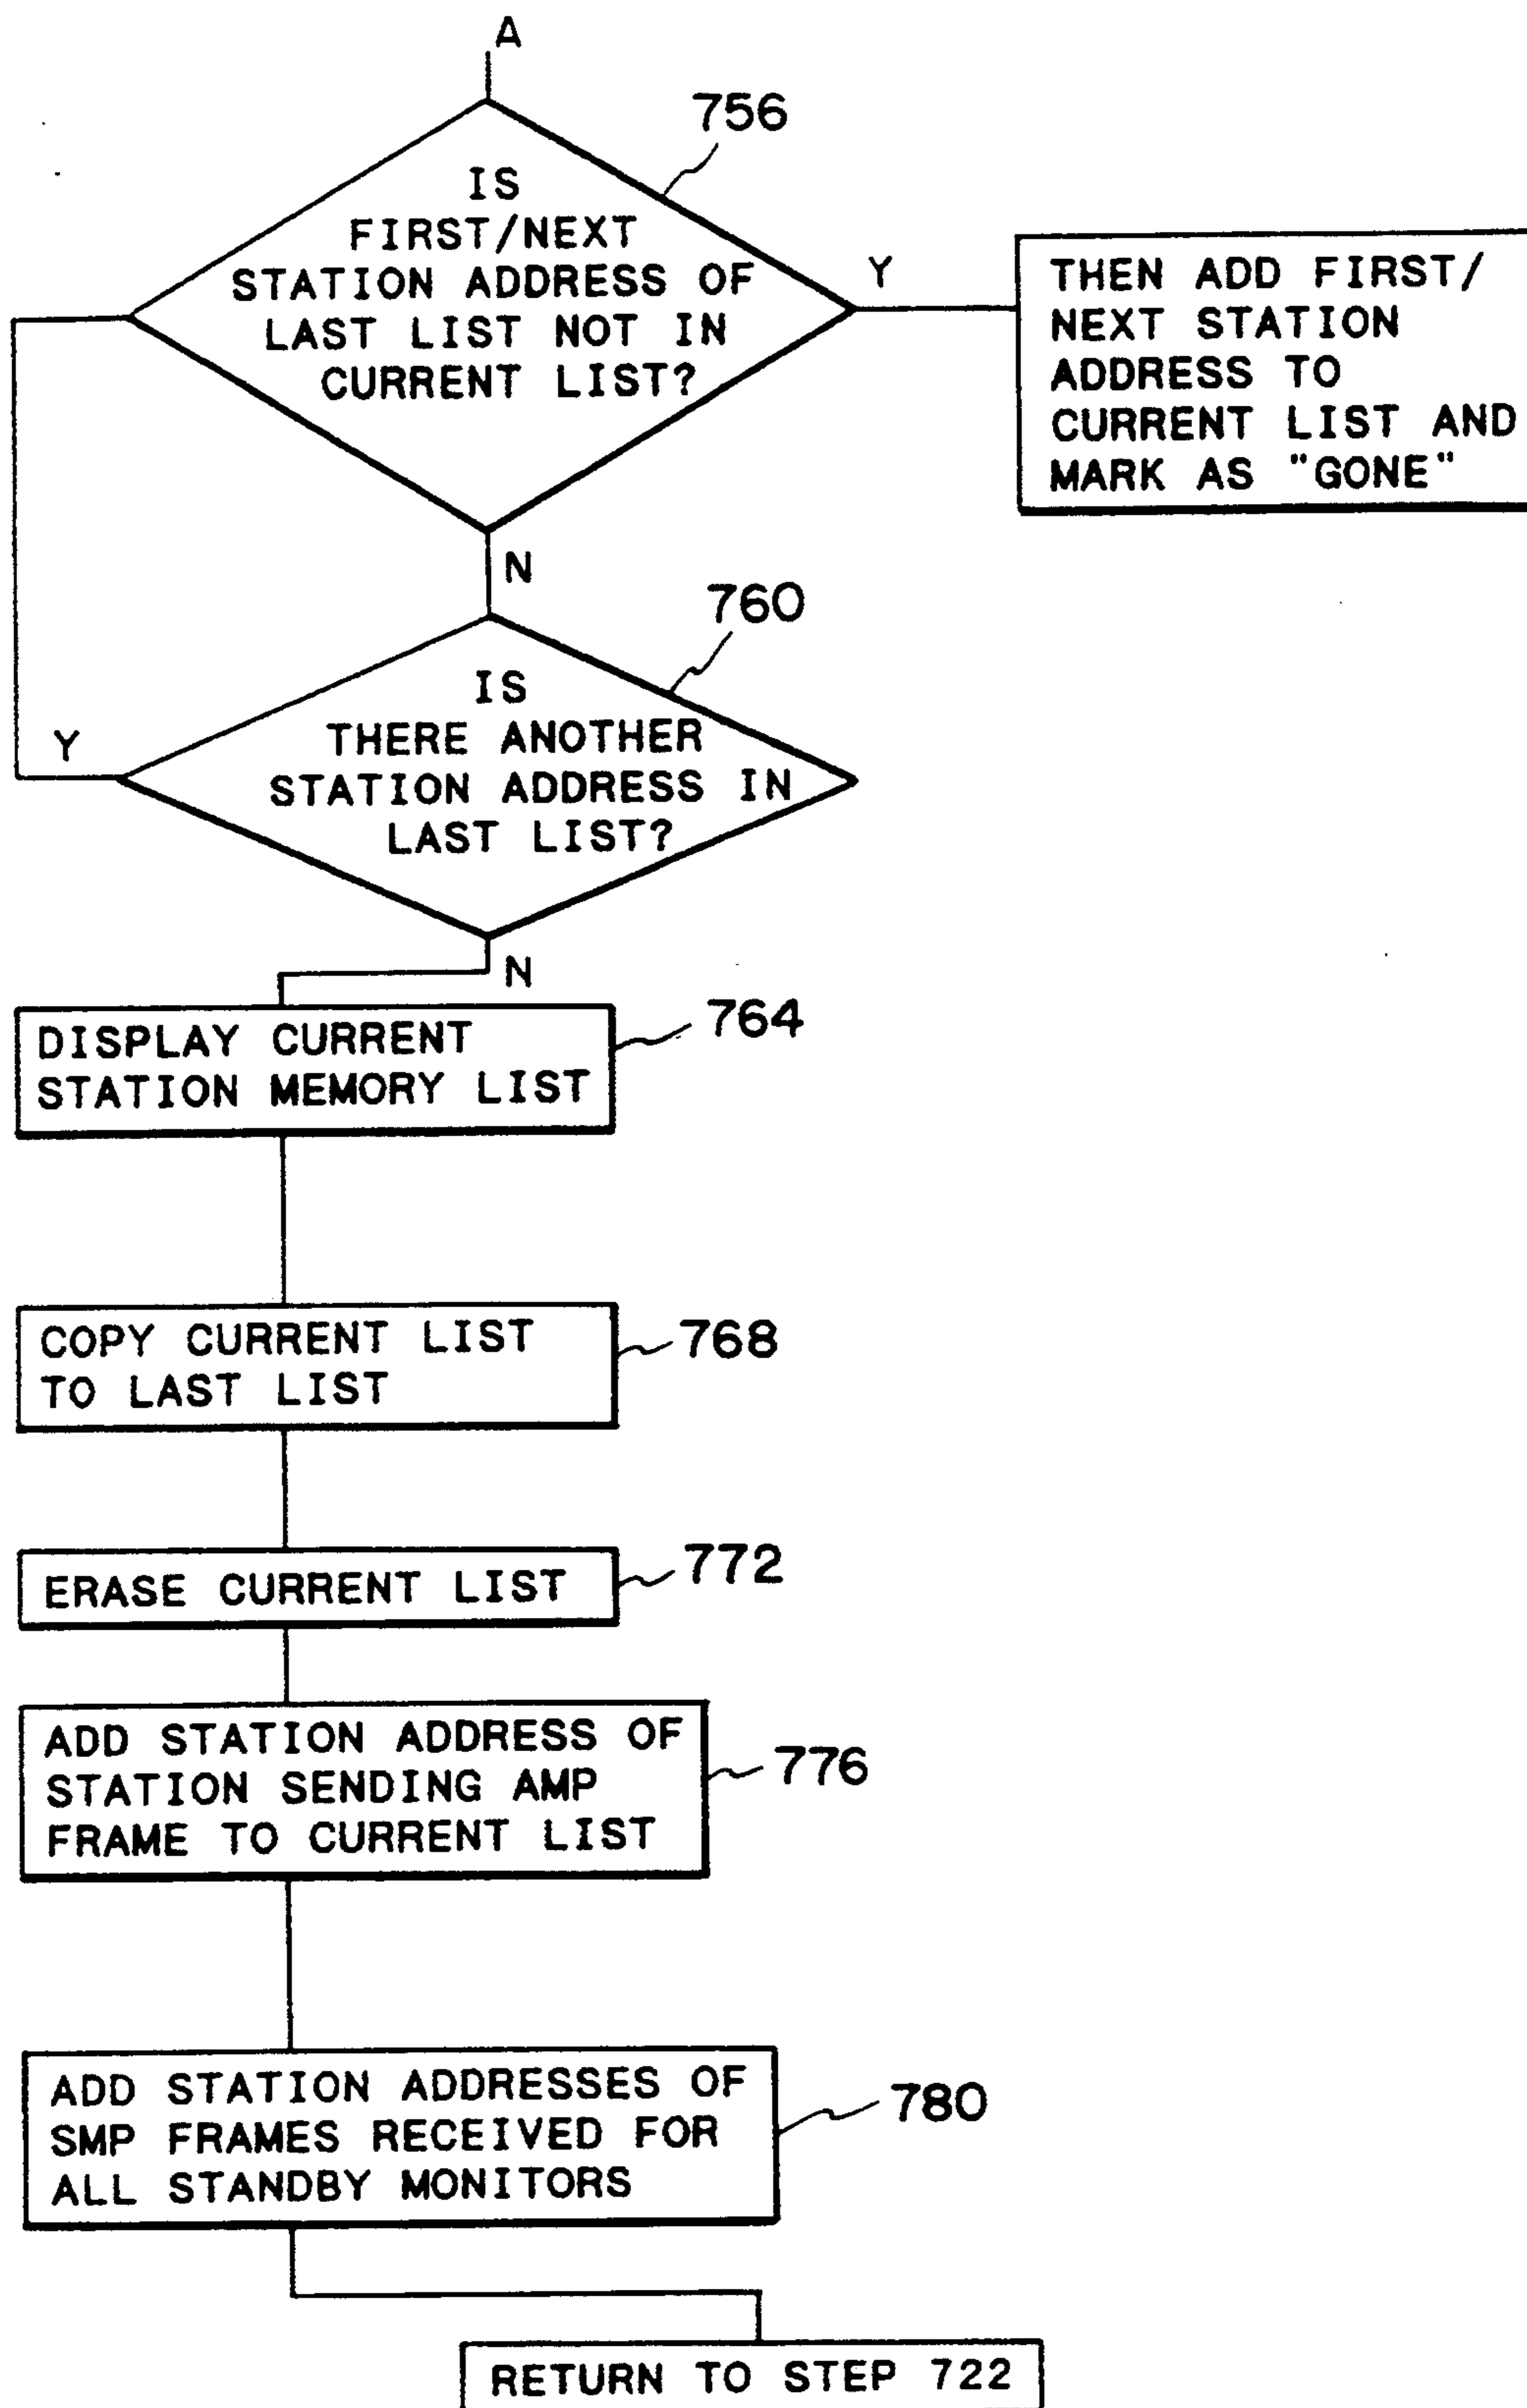 A
756
IS
FIRST/NEXT
STATION ADDRESS OF
LAST LIST NOT IN
CURRENT LIST?
Y
THEN ADD FIRST/
NEXT STATION
ADDRESS TO
CURRENT LIST AND
MARK AS "GONE"
N
760
IS
THERE ANOTHER
STATION ADDRESS IN
LAST LIST?
Y
N
DISPLAY CURRENT
STATION MEMORY LIST
764
COPY CURRENT LIST
TO LAST LIST
768
ERASE CURRENT LIST
772
ADD STATION ADDRESS OF
STATION SENDING AMP
FRAME TO CURRENT LIST
776
ADD STATION ADDRESSES OF
SMP FRAMES RECEIVED FOR
ALL STANDBY MONITORS
780
RETURN TO STEP 722